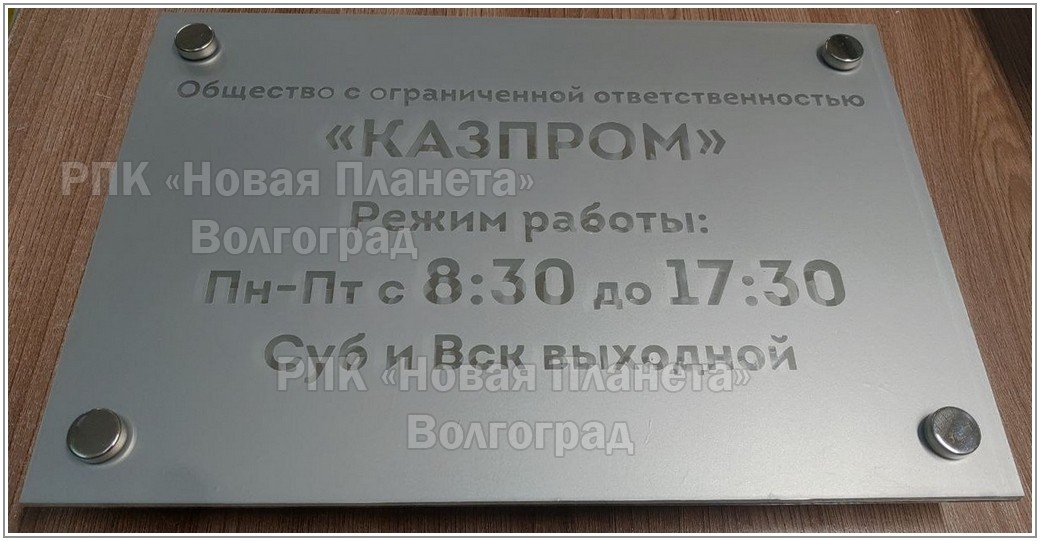 Общество с ограниченной ответственностью
«КАЗПРОМ»
РПК «Новая Планета»
Волгоград
Режим работы:
Пн-Пт с 8:30 до 17:30
Суб и Вск выходной
РПК «Новая Планета»
Волгоград